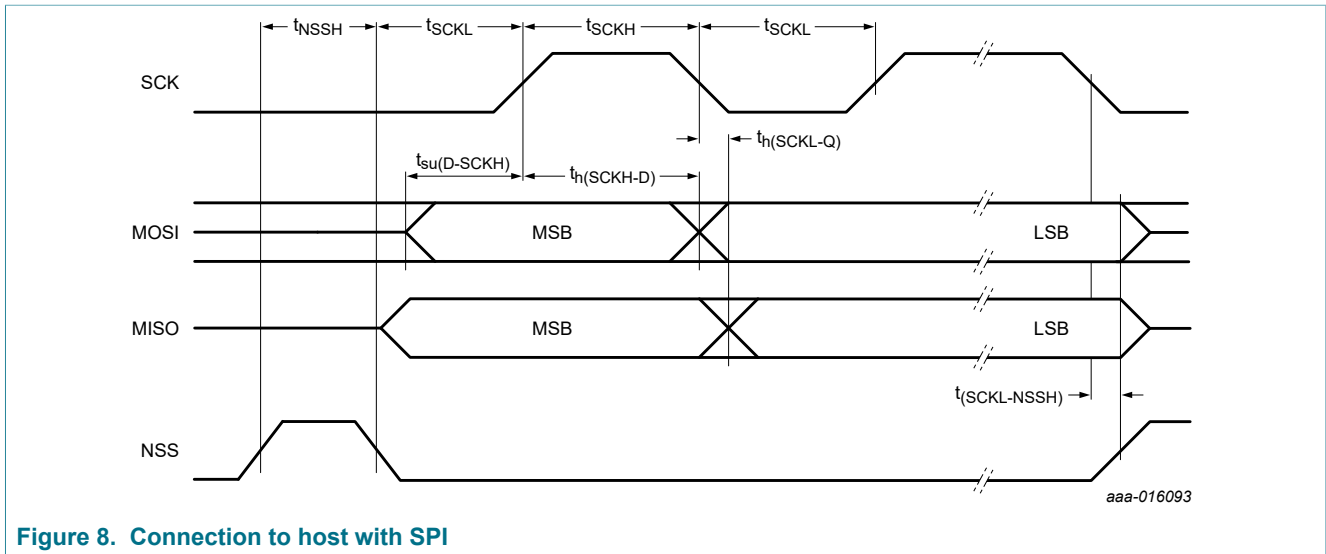 tNSSH tSCKL tSCKH tSCKL
SCK
th(SCKL-Q)
tsu(D-SCKH)
th(SCKH-D)
MOSI MSB LSB
MISO MSB LSB
t(SCKL-NSSH)
NSS
aaa-016093
Figure 8. Connection to host with SPI